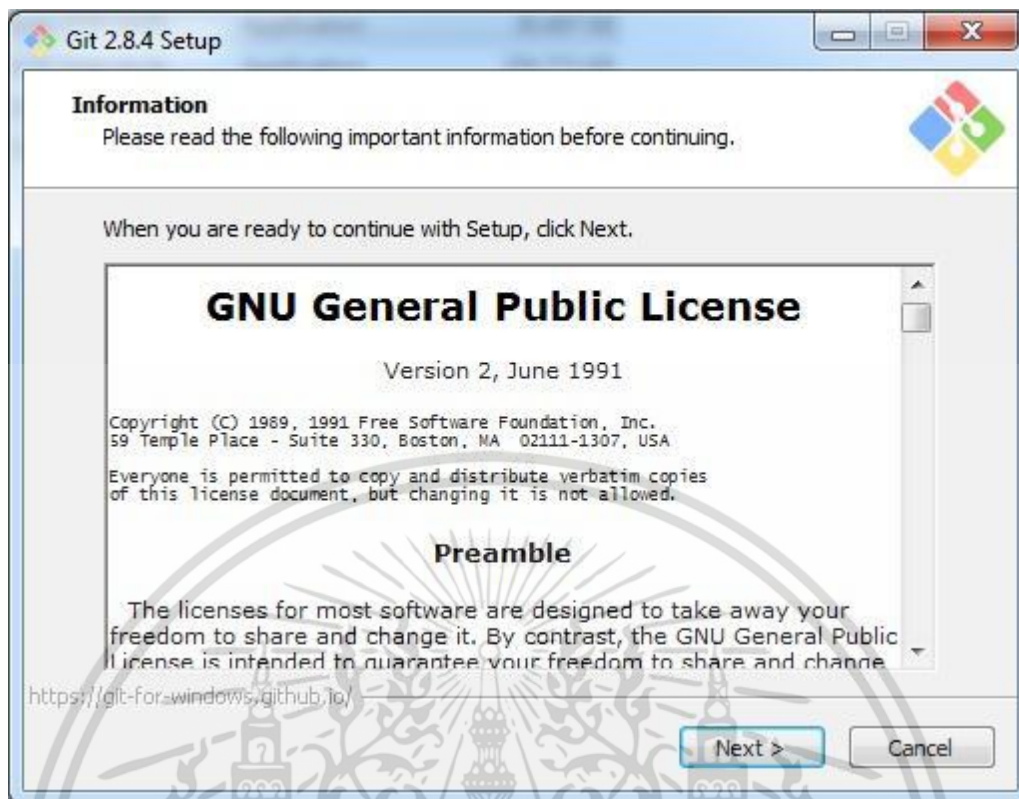 Git 2.8.4 Setup
Information
Please read the following important information before continuing.
When you are ready to continue with Setup, click Next.
GNU General Public License
Version 2, June 1991
Copyright (C) 1989, 1991 Free Software Foundation, Inc.
59 Temple Place - Suite 330, Boston, MA  02111-1307, USA
Everyone is permitted to copy and distribute verbatim copies
of this license document, but changing it is not allowed.
Preamble
The licenses for most software are designed to take away your
freedom to share and change it. By contrast, the GNU General Public
License is intended to guarantee your freedom to share and change
https://git-for-windows.github.io/
Next >
Cancel